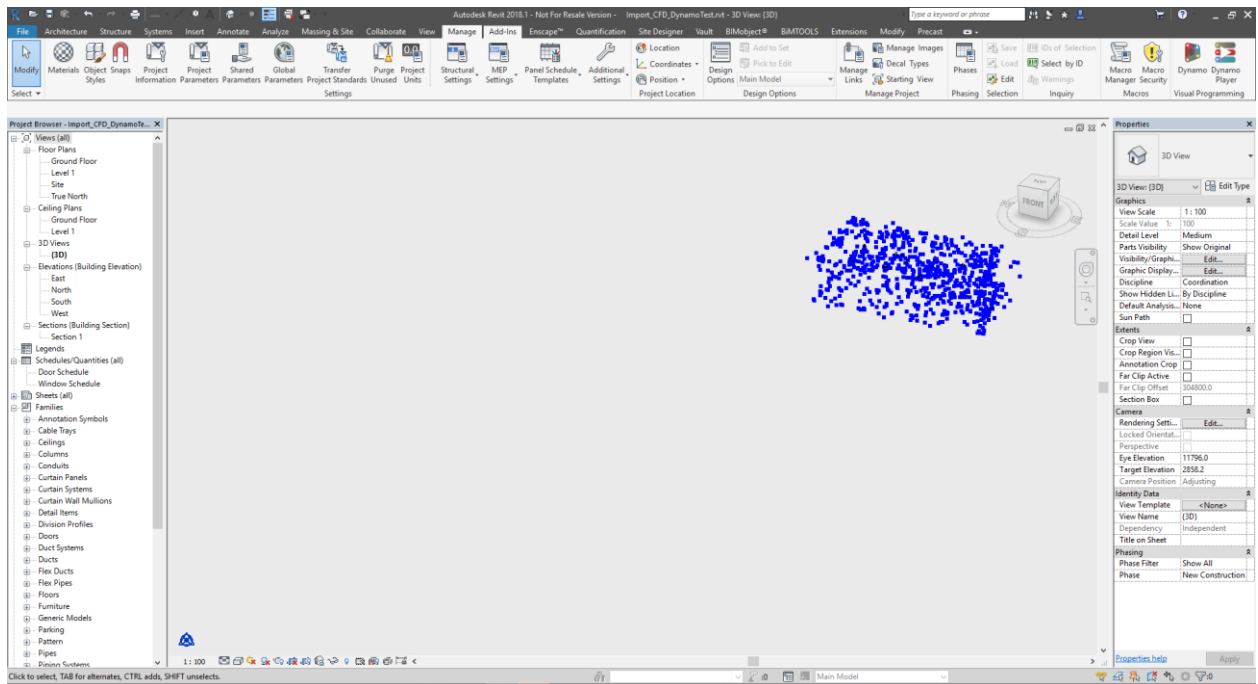 Autodesk Revit 2018.1 - Not For Resale Version - Import_CFD_DynamoTest.rvt - 3D View: {3D}
Type a keyword or phrase
File Architecture Structure Systems Insert Annotate Analyze Massing & Site Collaborate View Manage Add-Ins Enscape™ Quantification Site Designer Vault BIMobject® BiMTOOLS Extensions Modify Precast
Modify
Materials
Object Styles
Snaps
Project Information
Project Parameters
Shared Parameters
Global Parameters
Transfer Project Standards
Purge Unused
Project Units
Structural Settings
MEP Settings
Panel Schedule Templates
Additional Settings
Location
Coordinates
Position
Design Options
Add to Set
Pick to Edit
Main Model
Manage Links
Manage Images
Decal Types
Starting View
Phases
Save
Load
Edit
IDs of Selection
Select by ID
Warnings
Macro Manager
Macro Security
Dynamo
Dynamo Player
Select
Settings
Project Location
Design Options
Manage Project
Phasing
Selection
Inquiry
Macros
Visual Programming
Project Browser - Import_CFD_DynamoTe...
Views (all)
Floor Plans
Ground Floor
Level 1
Site
True North
Ceiling Plans
Ground Floor
Level 1
3D Views
{3D}
Elevations (Building Elevation)
East
North
South
West
Sections (Building Section)
Section 1
Legends
Schedules/Quantities (all)
Door Schedule
Window Schedule
Sheets (all)
Families
Annotation Symbols
Cable Trays
Ceilings
Columns
Conduits
Curtain Panels
Curtain Systems
Curtain Wall Mullions
Detail Items
Division Profiles
Doors
Duct Systems
Ducts
Flex Ducts
Flex Pipes
Floors
Furniture
Generic Models
Parking
Pattern
Pipes
Piping Systems
FRONT
1 : 100
Properties
3D View
3D View: {3D}
Edit Type
Graphics
View Scale 1 : 100
Scale Value 1: 100
Detail Level Medium
Parts Visibility Show Original
Visibility/Graphi... Edit...
Graphic Display... Edit...
Discipline Coordination
Show Hidden Li... By Discipline
Default Analysis... None
Sun Path
Extents
Crop View
Crop Region Vis...
Annotation Crop
Far Clip Active
Far Clip Offset 304800.0
Section Box
Camera
Rendering Setti... Edit...
Locked Orientat...
Perspective
Eye Elevation 11796.0
Target Elevation 2858.2
Camera Position Adjusting
Identity Data
View Template <None>
View Name {3D}
Dependency Independent
Title on Sheet
Phasing
Phase Filter Show All
Phase New Construction
Properties help
Apply
Click to select, TAB for alternates, CTRL adds, SHIFT unselects.
:0
Main Model
:0